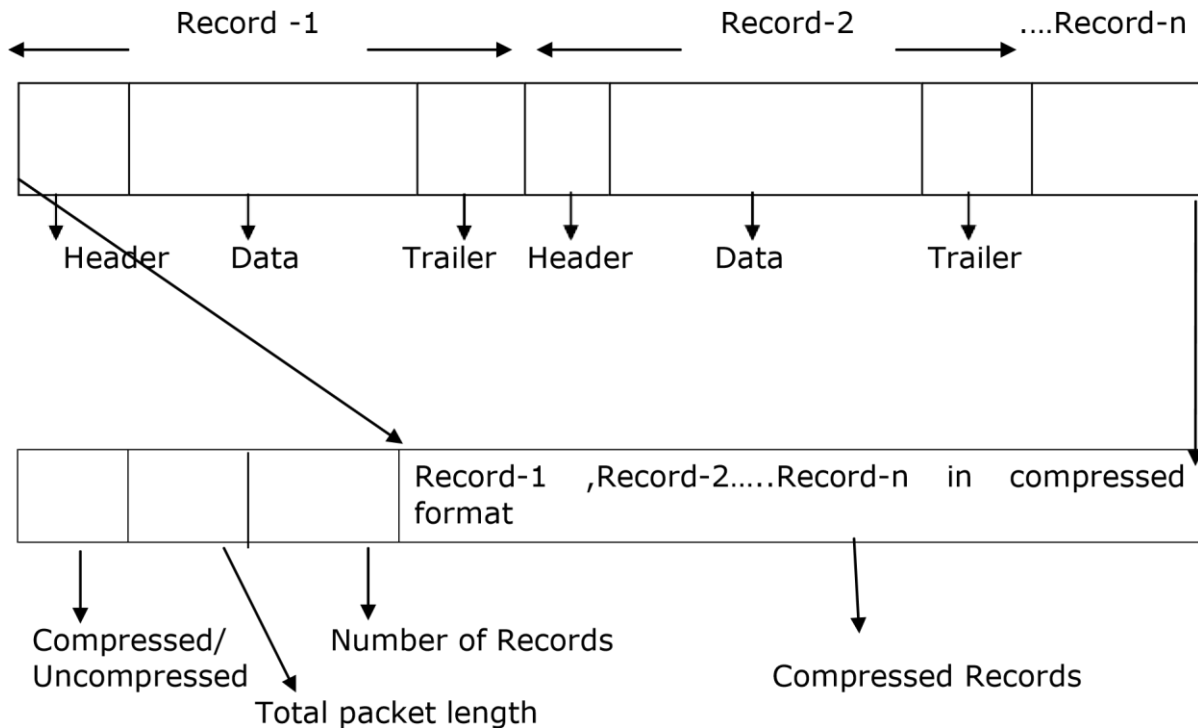 Record -1 Record-2 .…Record-n
Header Data Trailer Header Data Trailer
Record-1 ,Record-2…..Record-n in compressed
format
Compressed/
Uncompressed
Number of Records
Total packet length
Compressed Records